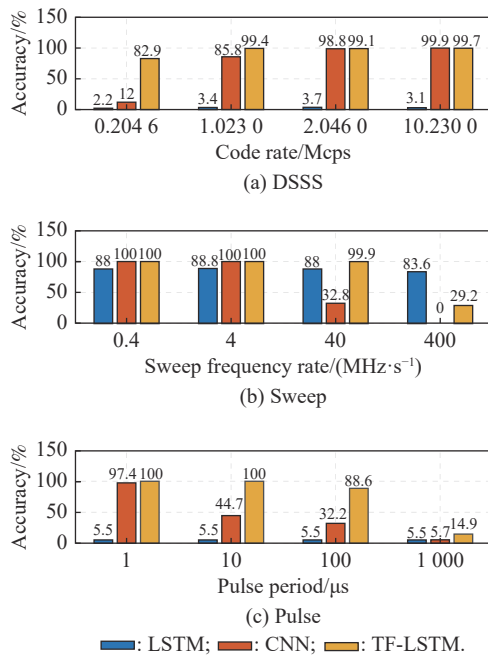 Accuracy/%
150
100
50
0
2.2 12 82.9 3.4 85.8 99.4 3.7 98.8 99.1 3.1 99.9 99.7
0.204 6 1.023 0 2.046 0 10.230 0
Code rate/Mcps
(a) DSSS
Accuracy/%
150
100
50
0
88 100 100 88.8 100 100 88 32.8 99.9 83.6 0 29.2
0.4 4 40 400
Sweep frequency rate/(MHz·s⁻¹)
(b) Sweep
Accuracy/%
150
100
50
0
5.5 97.4 100 5.5 44.7 100 5.5 32.2 88.6 5.5 5.7 14.9
1 10 100 1 000
Pulse period/μs
(c) Pulse
: LSTM; : CNN; : TF-LSTM.